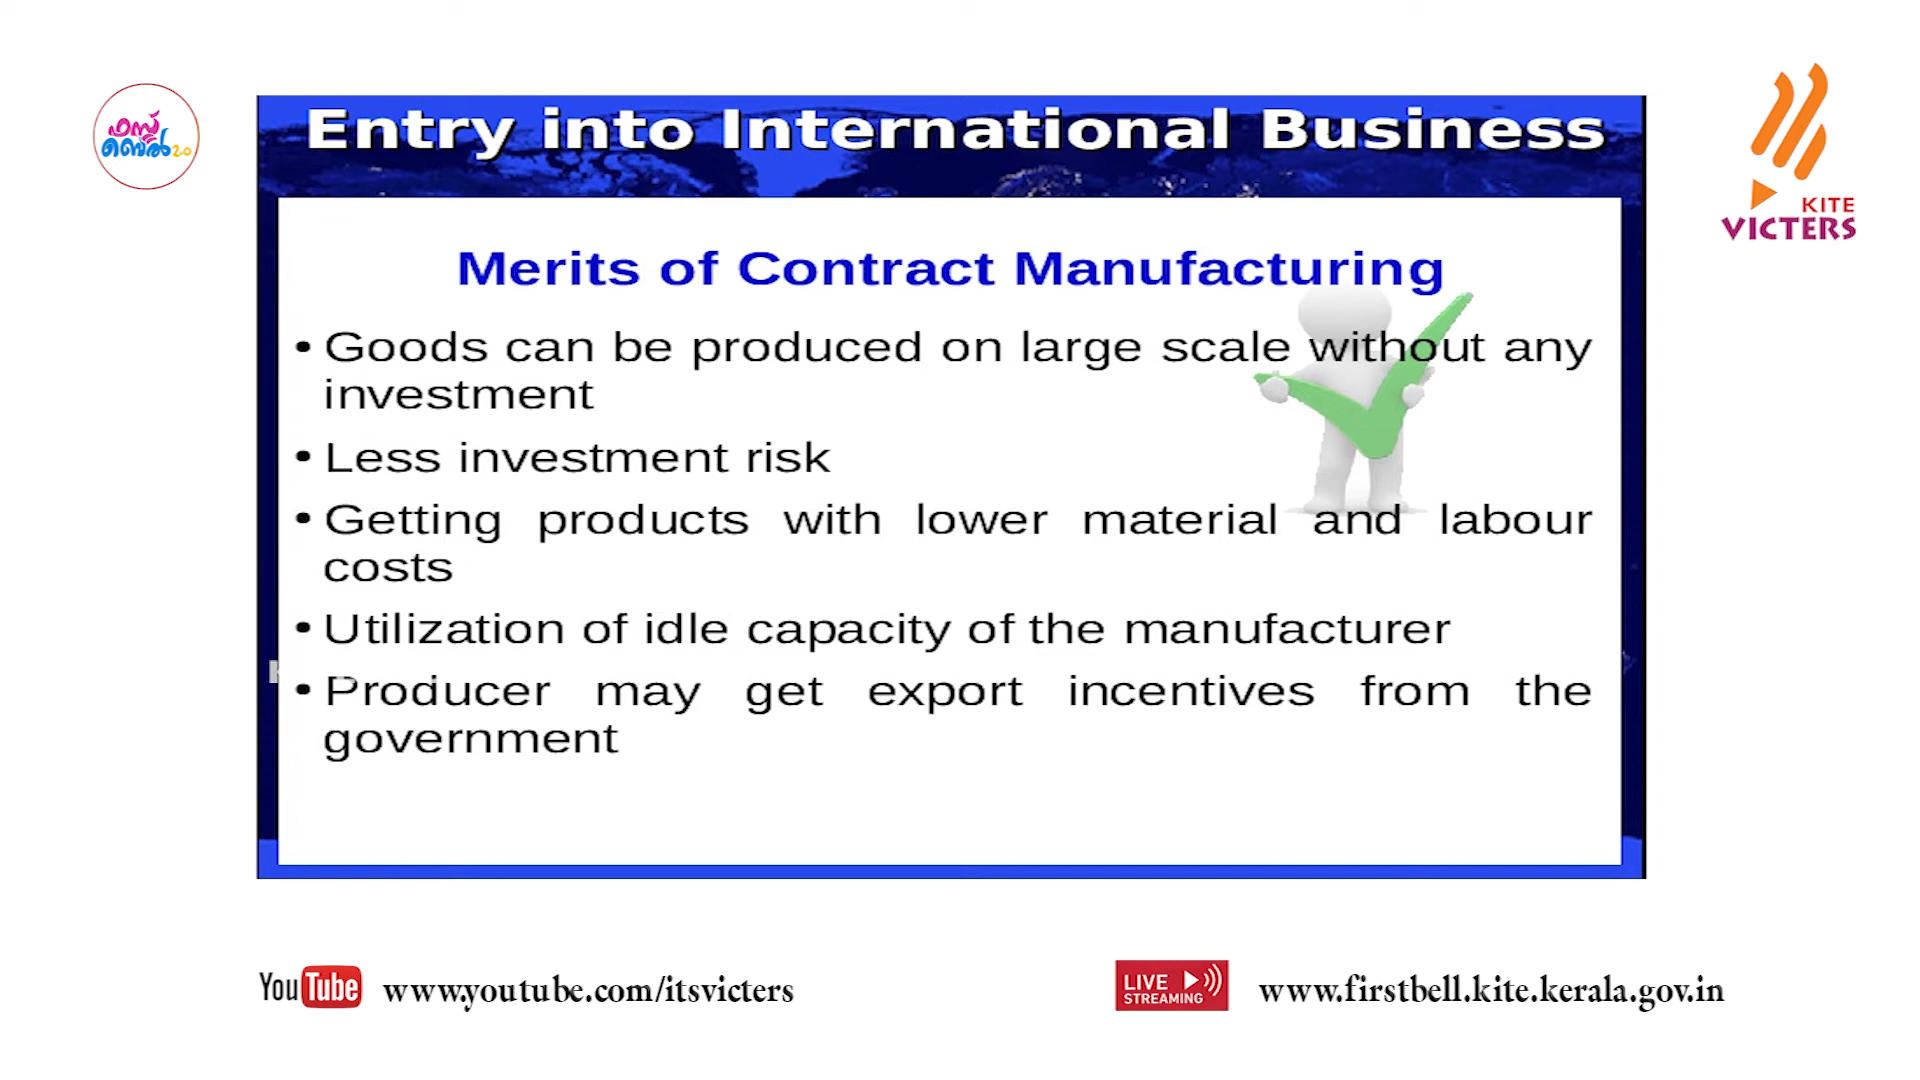 ഫസ്റ്റ്
ബെൽ 2.0
Entry into International Business
KITE
VICTERS
Merits of Contract Manufacturing
• Goods can be produced on large scale without any
investment
• Less investment risk
• Getting products with lower material and labour
costs
• Utilization of idle capacity of the manufacturer
• Producer may get export incentives from the
government
YouTube www.youtube.com/itsvicters
LIVE
STREAMING
www.firstbell.kite.kerala.gov.in